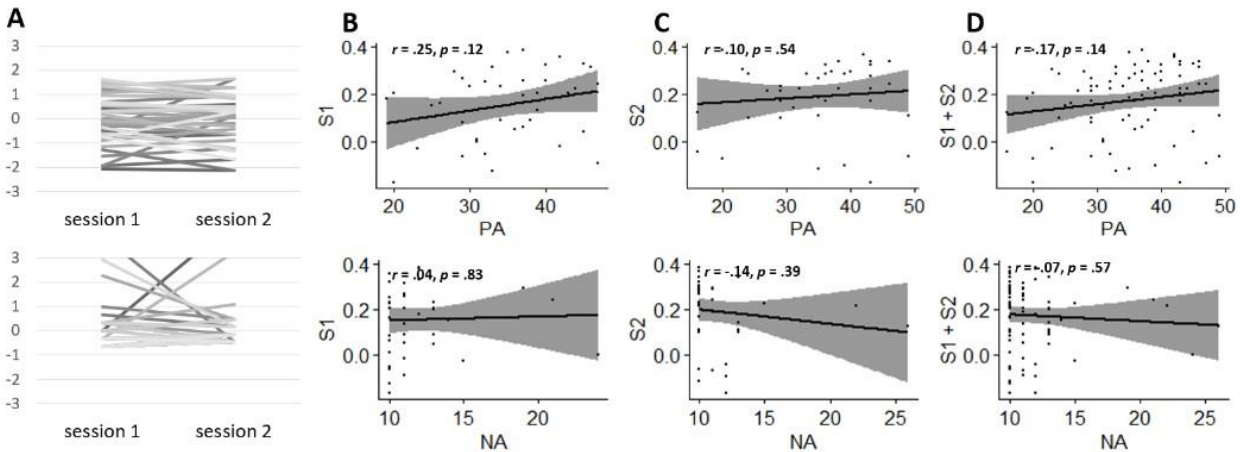 A
3
2
1
0
-1
-2
-3
session 1 session 2
3
2
1
0
-1
-2
-3
session 1 session 2
B
r = .25, p = .12
S1
0.4
0.2
0.0
20 30 40
PA
r = .04, p = .83
S1
0.4
0.2
0.0
10 15 20
NA
C
r = .10, p = .54
S2
0.4
0.2
0.0
20 30 40 50
PA
r = -.14, p = .39
S2
0.4
0.2
0.0
10 15 20 25
NA
D
r = .17, p = .14
S1 + S2
0.4
0.2
0.0
20 30 40 50
PA
r = -.07, p = .57
S1 + S2
0.4
0.2
0.0
10 15 20 25
NA